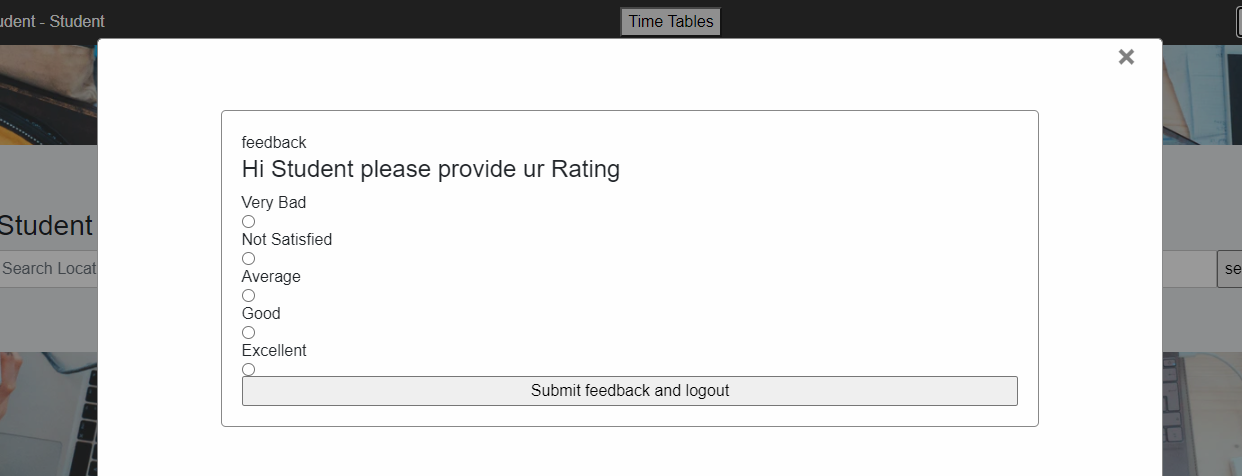 udent - Student
Time Tables
×
feedback
Hi Student please provide ur Rating
Very Bad
Not Satisfied
Average
Good
Excellent
Submit feedback and logout
Student
Search Locat
se